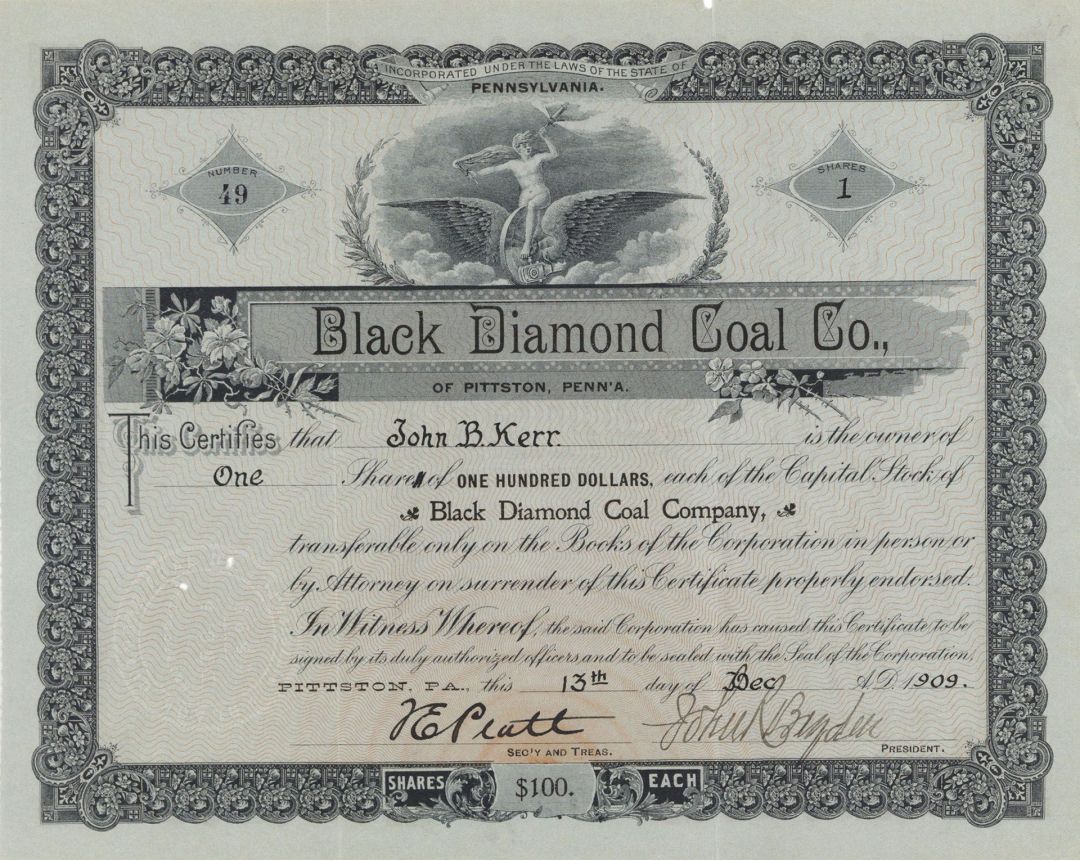 INCORPORATED UNDER THE LAWS OF THE STATE OF
PENNSYLVANIA.
NUMBER
49
SHARES
1
Black Diamond Coal Co.,
OF PITTSTON, PENN'A.
This Certifies that John B. Kerr is the owner of
One Share of ONE HUNDRED DOLLARS, each of the Capital Stock of
Black Diamond Coal Company,
transferable only on the Books of the Corporation in person or
by Attorney on surrender of this Certificate properly endorsed.
In Witness Whereof, the said Corporation has caused this Certificate to be
signed by its duly authorized officers and to be sealed with the Seal of the Corporation,
PITTSTON, PA., this 13th day of Dec A.D. 1909.
SEC'Y AND TREAS.
PRESIDENT.
SHARES $100. EACH